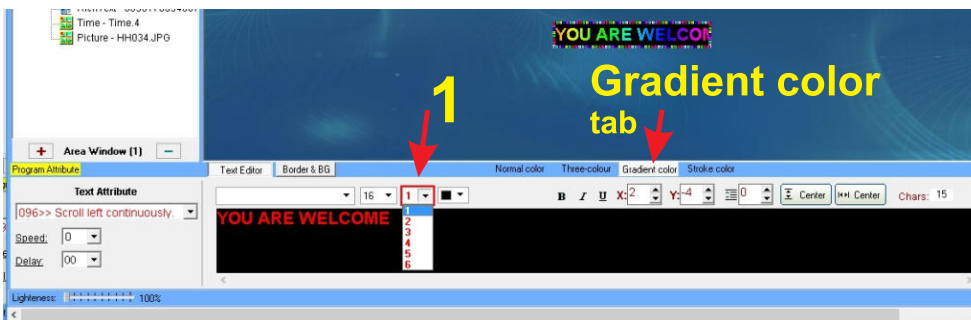 Time - Time.4
Picture - HH034.JPG
YOU ARE WELCOM
1
Gradient color
tab
+ Area Window (1) −
Program Attribute
Text Editor Border & BG Normal color Three-colour Gradient color Stroke color
Text Attribute
096>> Scroll left continuously.
Speed: 0
Delay: 00
16 1 B I U X: 2 Y: -4 0 Center Center Chars: 15
YOU ARE WELCOME
1
2
3
4
5
6
Lighteness: 100%